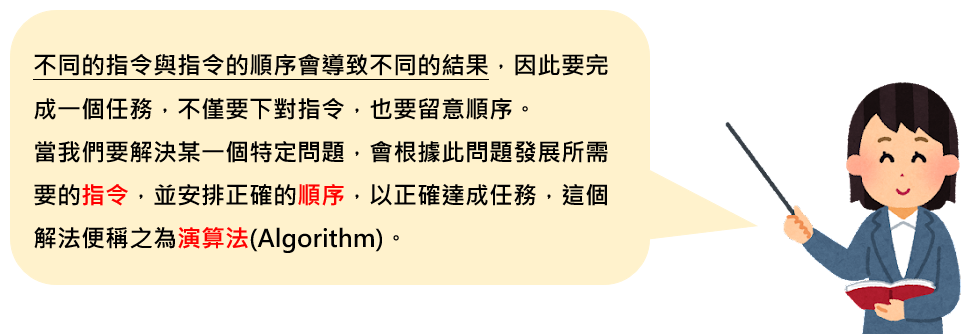 不同的指令與指令的順序會導致不同的結果，因此要完
成一個任務，不僅要下對指令，也要留意順序。
當我們要解決某一個特定問題，會根據此問題發展所需
要的指令，並安排正確的順序，以正確達成任務，這個
解法便稱之為演算法(Algorithm)。